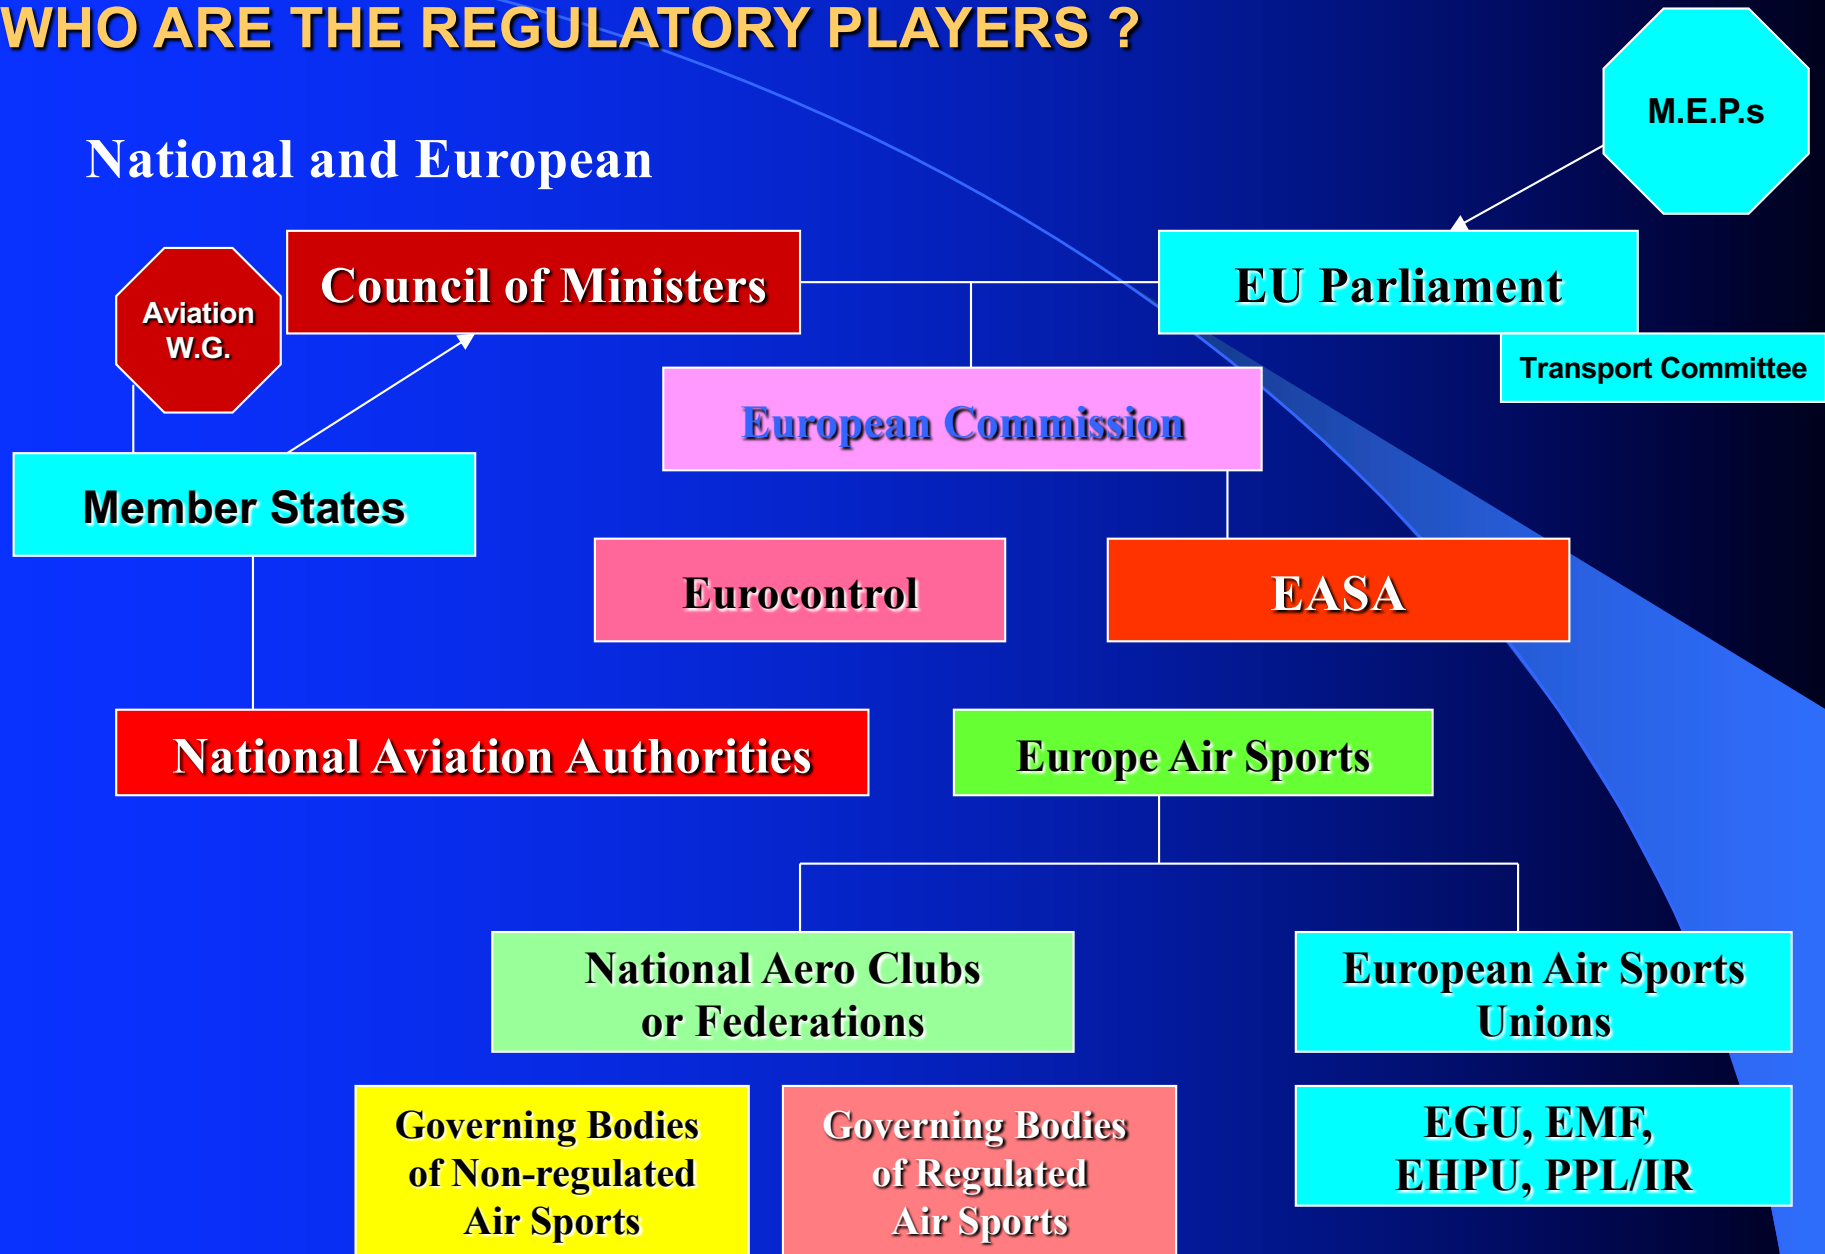 WHO ARE THE REGULATORY PLAYERS ?
M.E.P.s
National and European
Council of Ministers
EU Parliament
Aviation
W.G.
Transport Committee
European Commission
Member States
Eurocontrol
EASA
National Aviation Authorities
Europe Air Sports
National Aero Clubs
or Federations
European Air Sports
Unions
Governing Bodies
of Non-regulated
Air Sports
Governing Bodies
of Regulated
Air Sports
EGU, EMF,
EHPU, PPL/IR